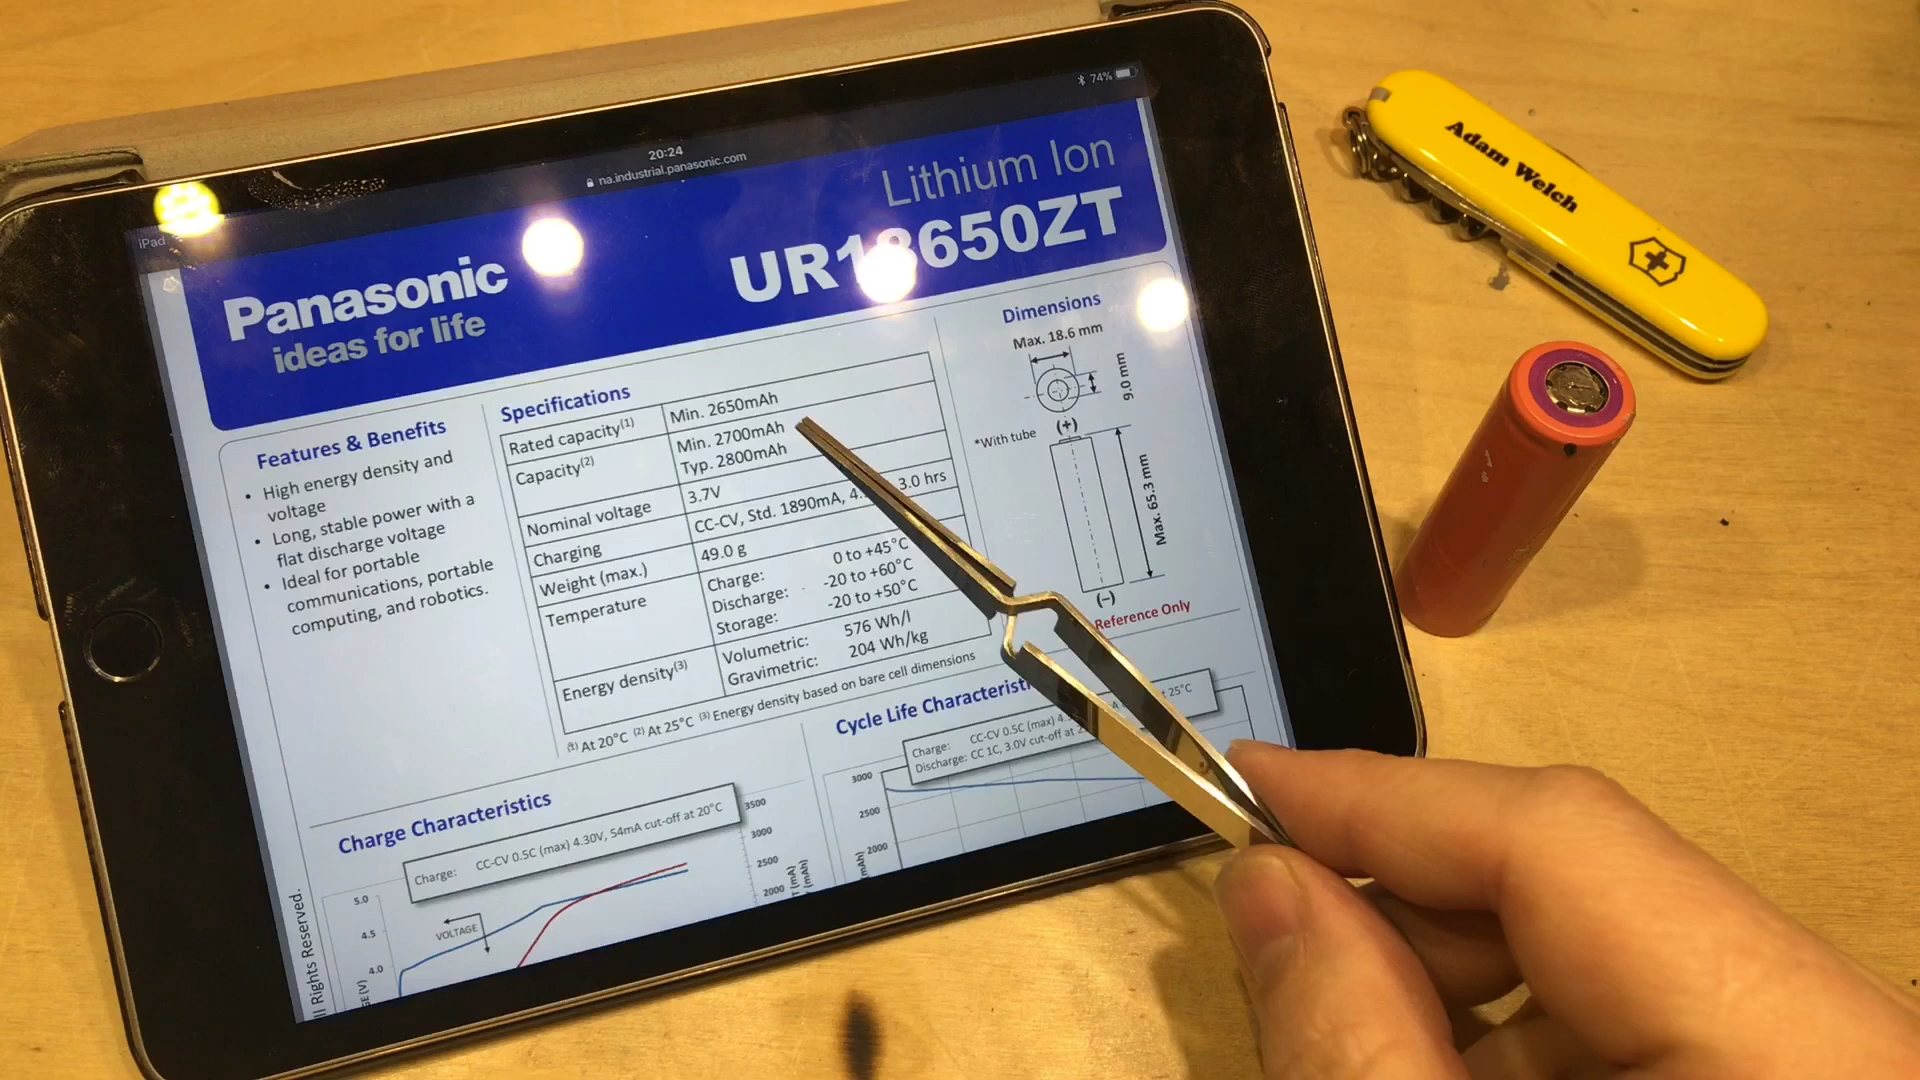 74%
20:24
iPad
na.industrial.panasonic.com
Lithium Ion
UR18650ZT
Panasonic
ideas for life
Features & Benefits
• High energy density and
voltage
• Long, stable power with a
flat discharge voltage
• Ideal for portable
communications, portable
computing, and robotics.
Specifications
Rated capacity(1) Min. 2650mAh
Capacity(2) Min. 2700mAh
Typ. 2800mAh
Nominal voltage 3.7V
Charging CC-CV, Std. 1890mA, 4. 3.0 hrs
Weight (max.) 49.0 g
Temperature Charge: 0 to +45°C
Discharge: -20 to +60°C
Storage: -20 to +50°C
Energy density(3) Volumetric: 576 Wh/l
Gravimetric: 204 Wh/kg
(1) At 20°C (2) At 25°C (3) Energy density based on bare cell dimensions
Dimensions
Max. 18.6 mm
9.0 mm
*With tube
(+)
Max. 65.3 mm
(–)
Reference Only
Charge Characteristics
Charge: CC-CV 0.5C (max) 4.30V, 54mA cut-off at 20°C
5.0
4.5
4.0
VOLTAGE
3500
3000
2500
2000
(mA)
(mAh)
Rights Reserved.
Cycle Life
Charge: CC-CV 0.5C (max) 25°C
Discharge: CC 1C, 3.0V cut-off at
3000
2500
2000
Adam Welch